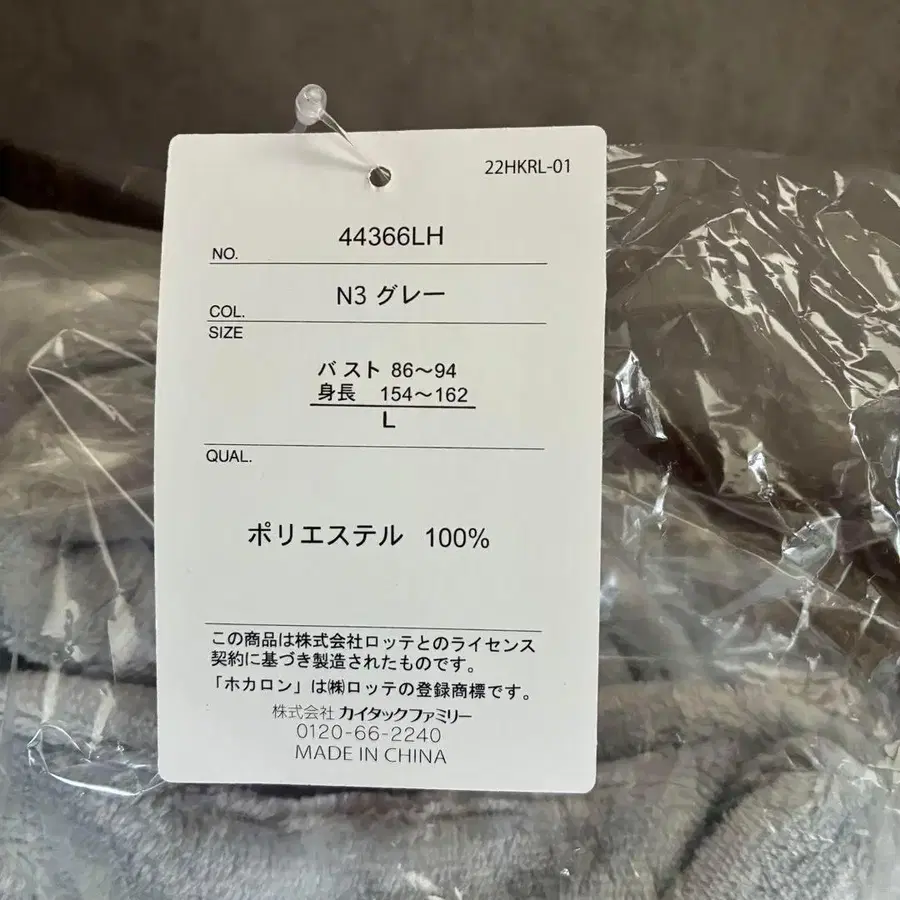 22HKRL-01
NO. 44366LH
COL. N3 グレー
SIZE
バスト 86～94
身長 154～162
L
QUAL.
ポリエステル 100%
この商品は株式会社ロッテとのライセンス
契約に基づき製造されたものです。
「ホカロン」は㈱ロッテの登録商標です。
株式会社 カイタックファミリー
0120-66-2240
MADE IN CHINA